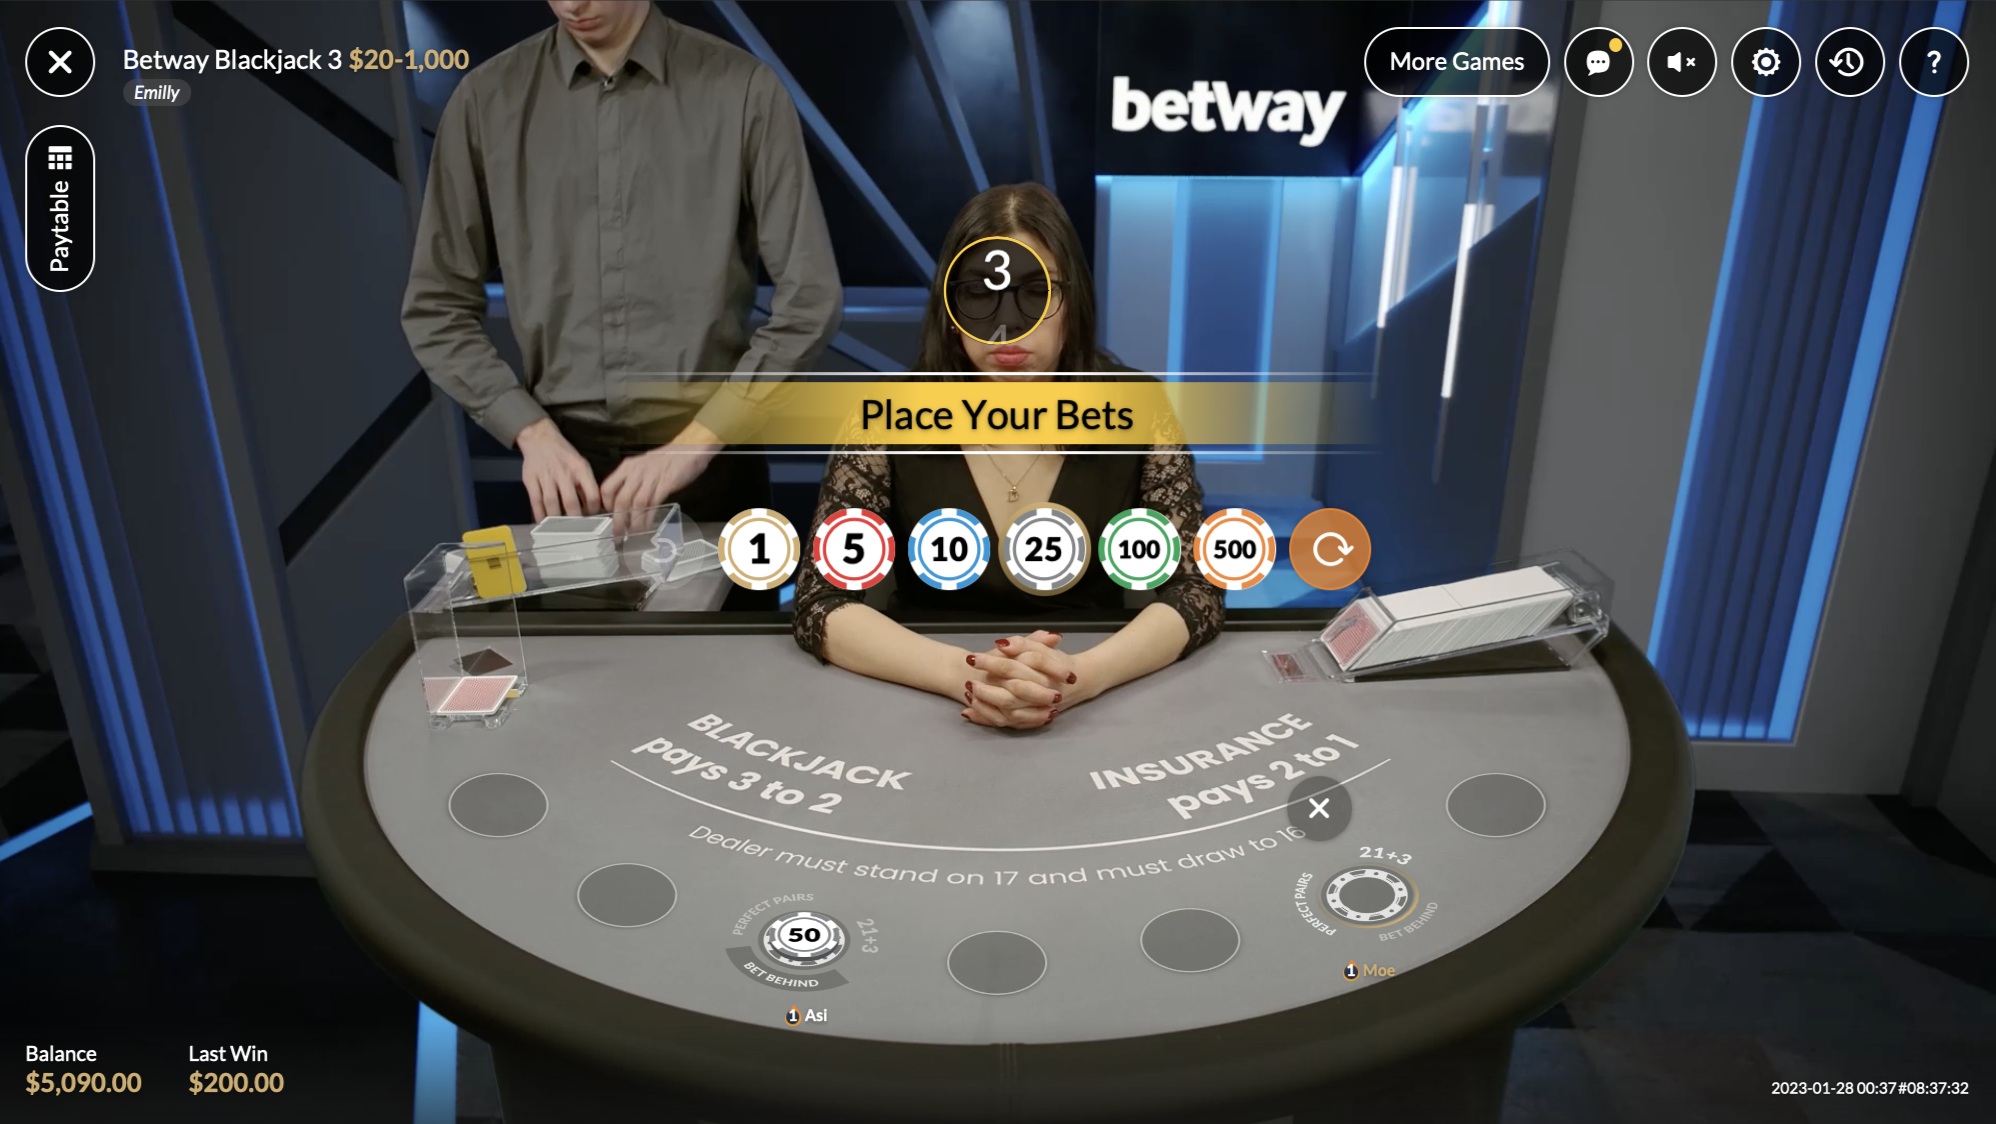 Betway Blackjack 3 $20-1,000
Emilly
More Games
?
Paytable
betway
3
4
Place Your Bets
1
5
10
25
100
500
BLACKJACK
pays 3 to 2
INSURANCE
pays 2 to 1
Dealer must stand on 17 and must draw to 16
PERFECT PAIRS
21+3
50
BET BEHIND
1 Asi
21+3
PERFECT PAIRS
BET BEHIND
1 Moe
Balance
$5,090.00
Last Win
$200.00
2023-01-28 00:37#08:37:32